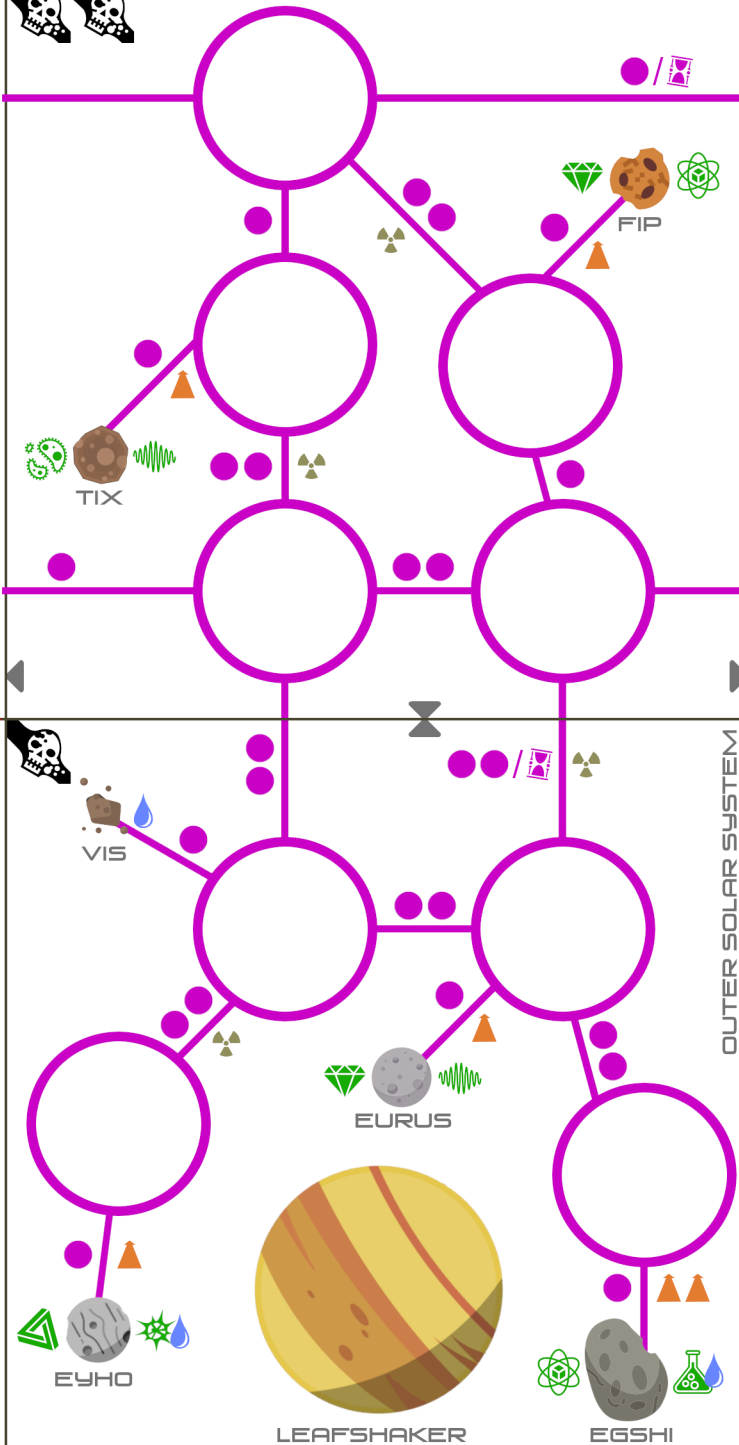 /
FIP
TIX
/
VIS
OUTER SOLAR SYSTEM
EURUS
EYHO
LEAFSHAKER
EGSHI